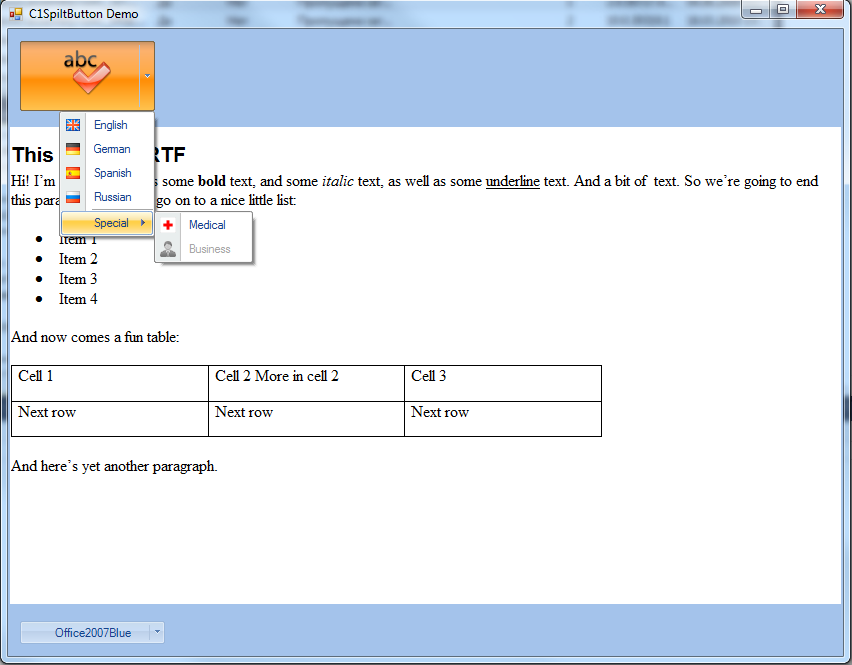 C1SpiltButton Demo
abc
English
German
Spanish
Russian
Special
Medical
Business
This RTF
Hi! I'm s some bold text, and some italic text, as well as some underline text. And a bit of text. So we're going to end
this para go on to a nice little list:
Item 1
Item 2
Item 3
Item 4
And now comes a fun table:
Cell 1 Cell 2 More in cell 2 Cell 3
Next row Next row Next row
And here's yet another paragraph.
Office2007Blue